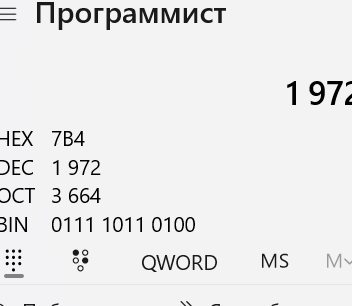 Программист
1 972
HEX 7B4
DEC 1 972
OCT 3 664
BIN 0111 1011 0100
QWORD MS M